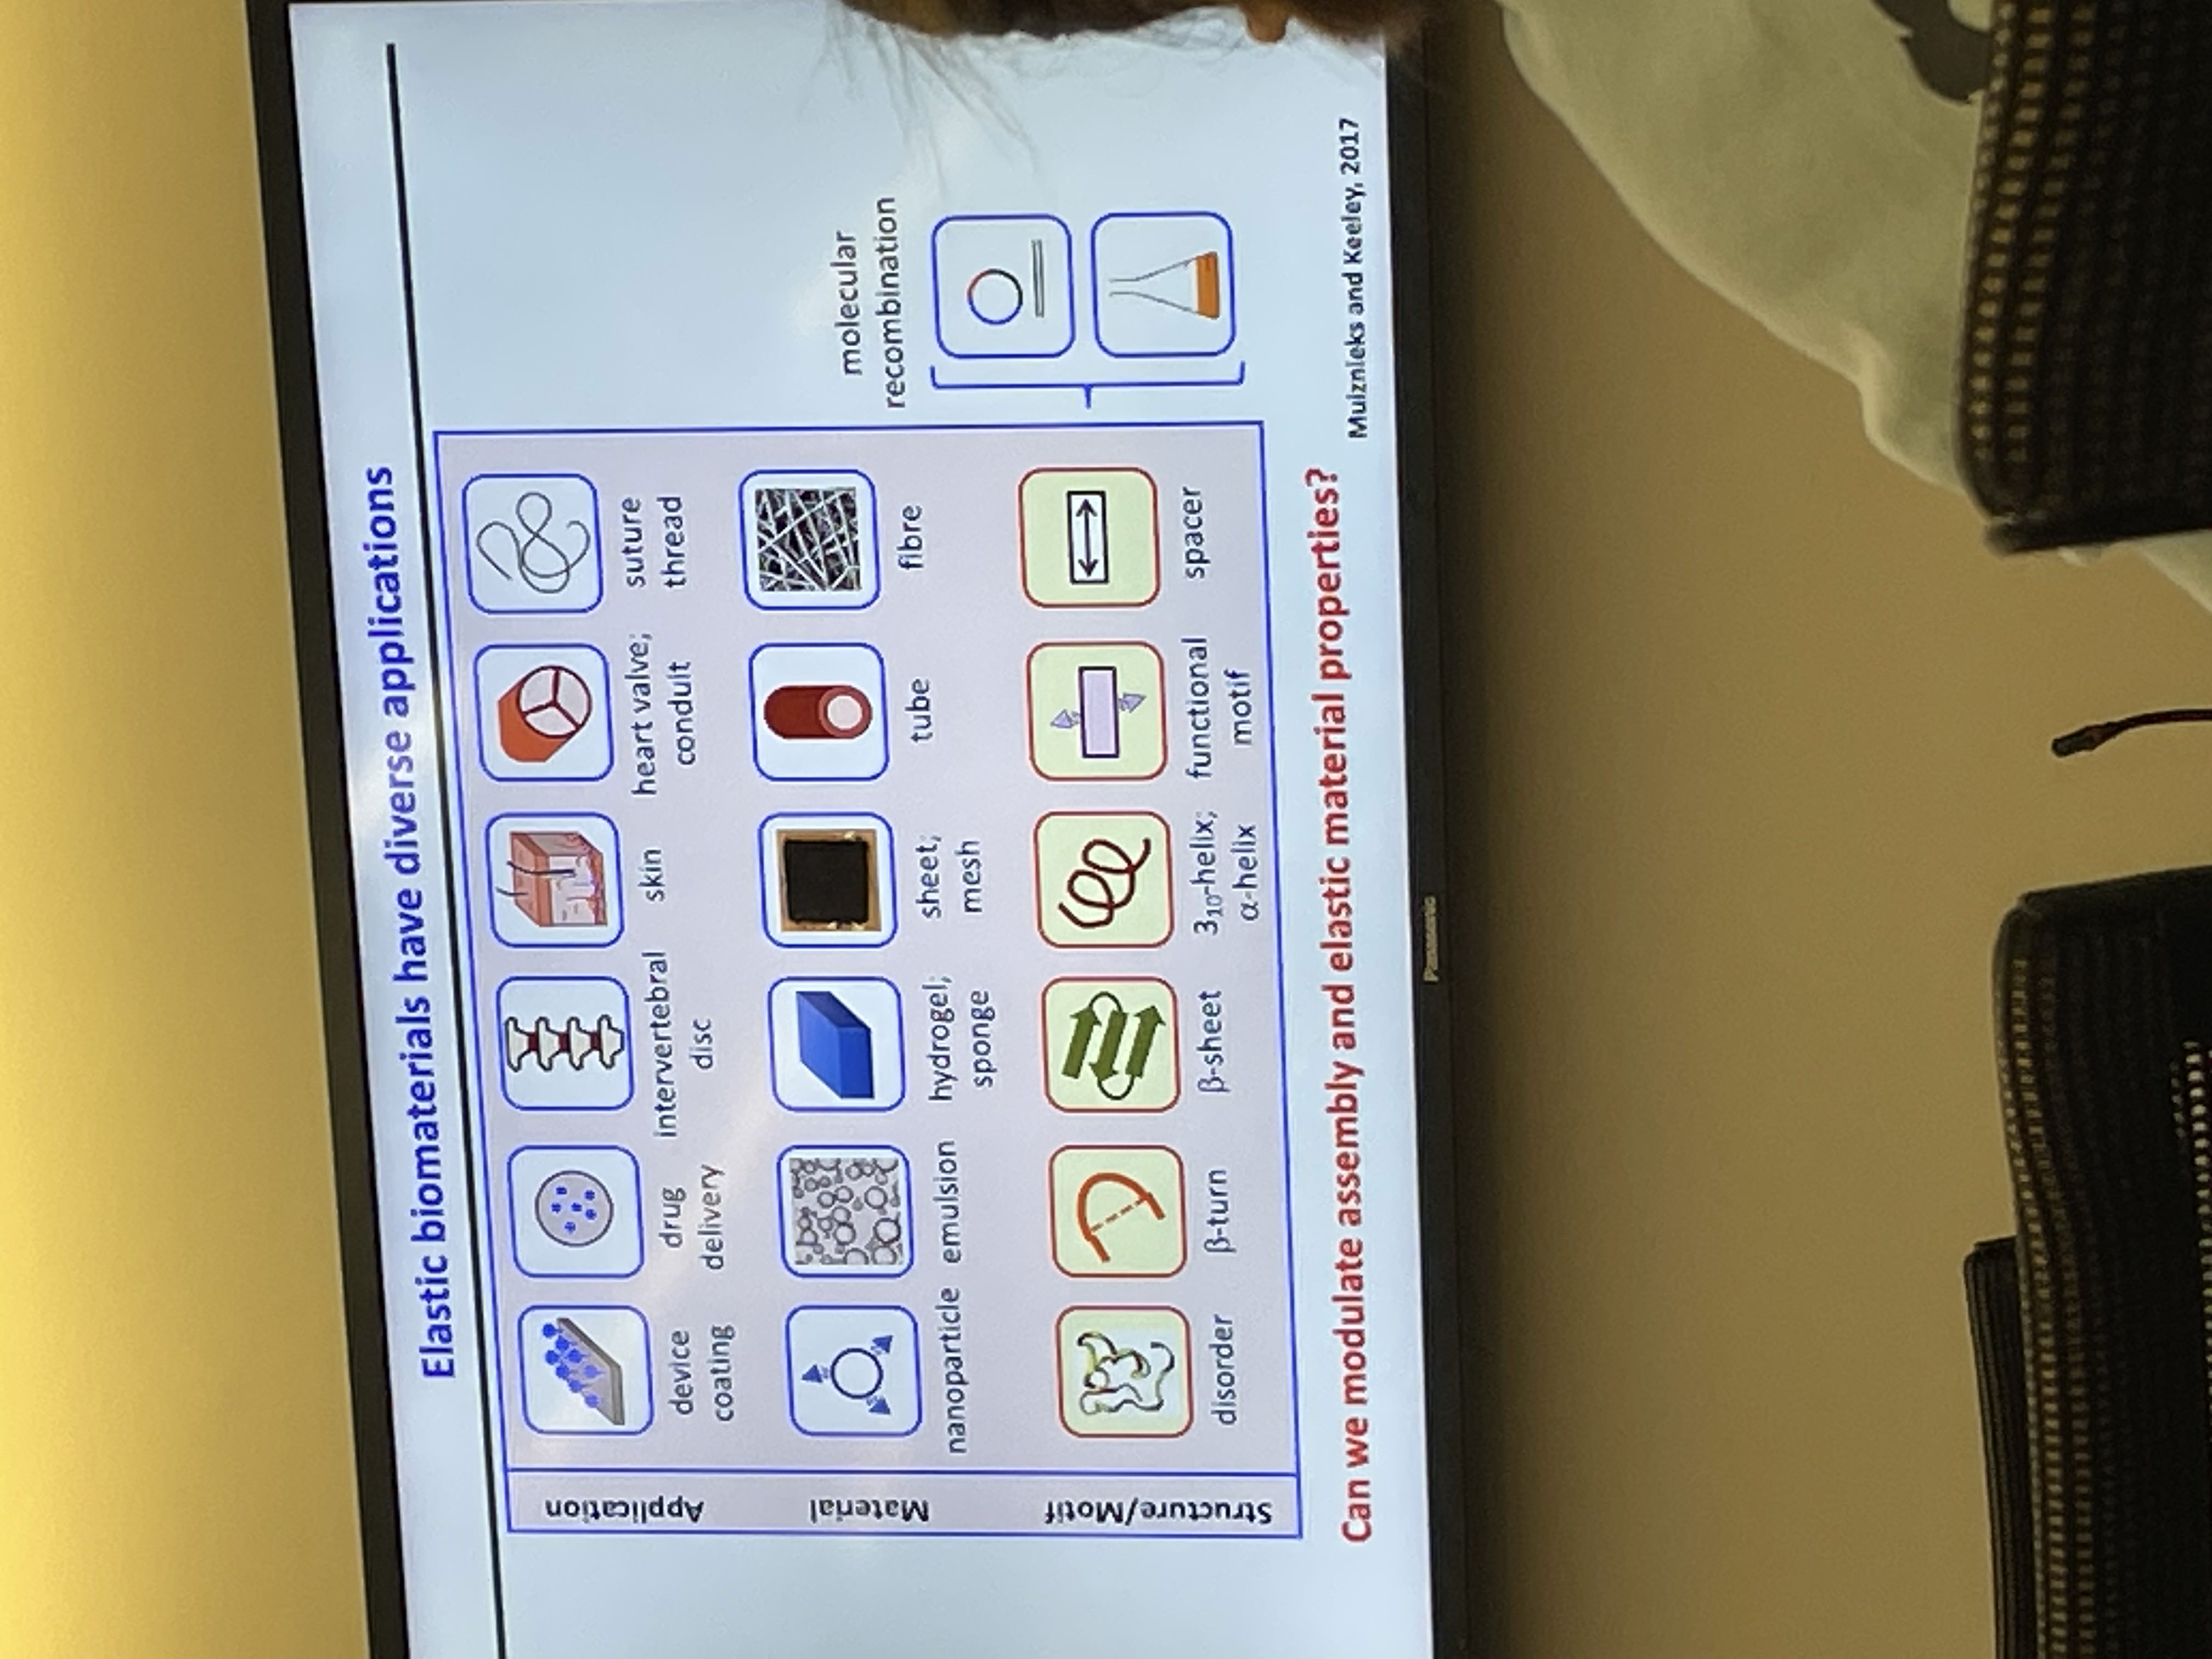 Elastic biomaterials have diverse applications
Application
device
coating
drug
delivery
intervertebral
disc
skin
heart valve;
conduit
suture
thread
Material
nanoparticle
emulsion
hydrogel;
sponge
sheet;
mesh
tube
fibre
molecular
recombination
Structure/Motif
disorder
β-turn
β-sheet
3₁₀-helix;
α-helix
functional
motif
spacer
Can we modulate assembly and elastic material properties?
Muiznieks and Keeley, 2017
Panasonic